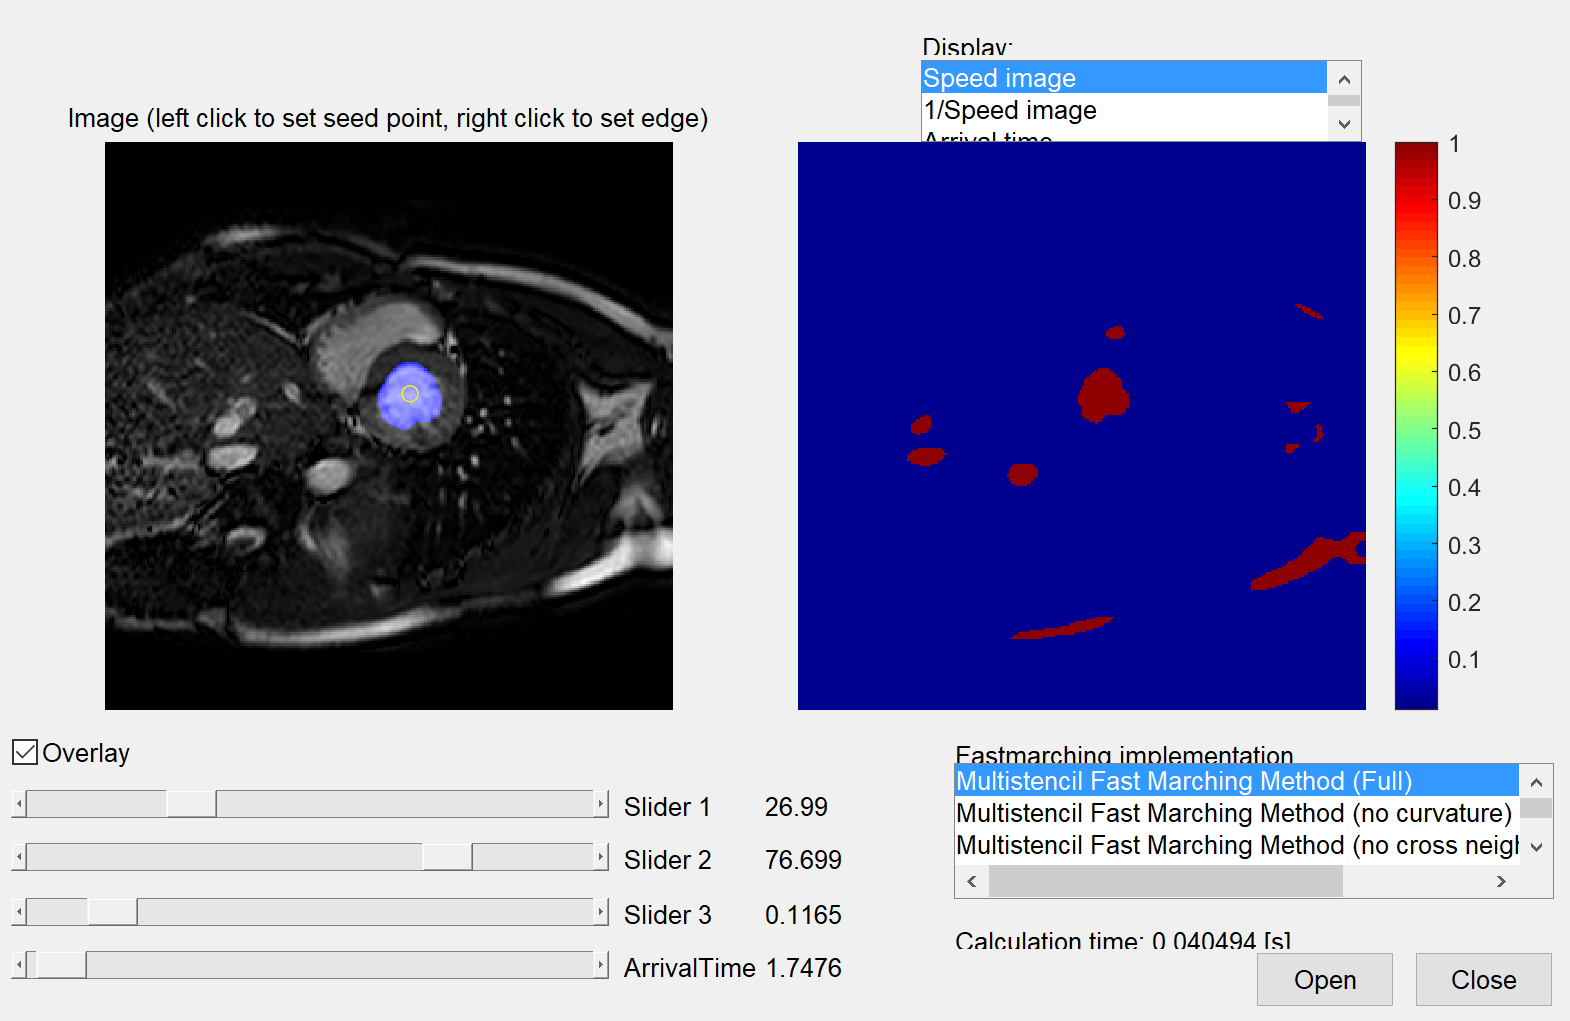 Display:
Speed image
1/Speed image
Arrival time
Image (left click to set seed point, right click to set edge)
1
0.9
0.8
0.7
0.6
0.5
0.4
0.3
0.2
0.1
Overlay
Slider 1 26.99
Slider 2 76.699
Slider 3 0.1165
ArrivalTime 1.7476
Fastmarching implementation
Multistencil Fast Marching Method (Full)
Multistencil Fast Marching Method (no curvature)
Multistencil Fast Marching Method (no cross neigh
Calculation time: 0.040494 [s]
Open
Close